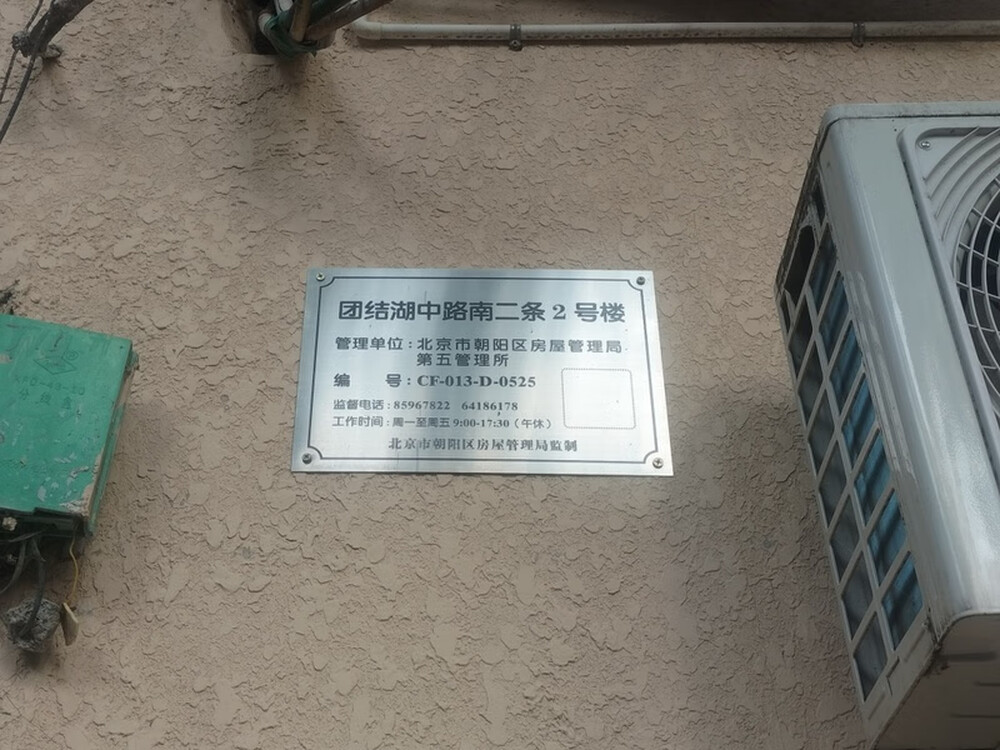 团结湖中路南二条 2 号楼
管理单位：北京市朝阳区房屋管理局
第五管理所
编 号：CF-013-D-0525
监督电话：85967822 64186178
工作时间：周一至周五 9:00-17:30（午休）
北京市朝阳区房屋管理局监制
分线盒